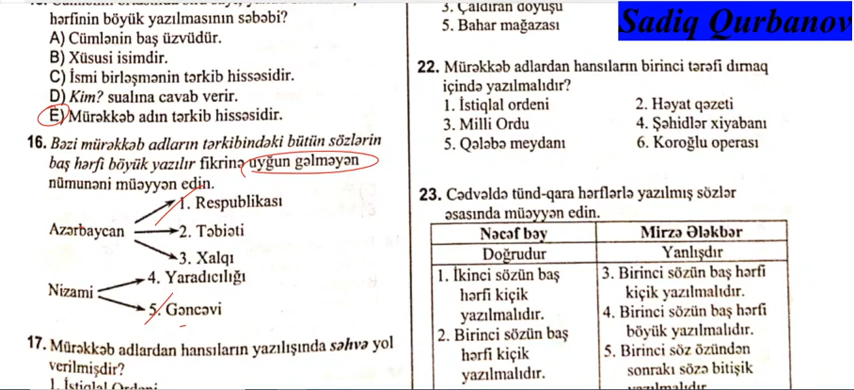 hərfinin böyük yazılmasının səbəbi?
A) Cümlənin baş üzvüdür.
B) Xüsusi isimdir.
C) İsmi birləşmənin tərkib hissəsidir.
D) Kim? sualına cavab verir.
E) Mürəkkəb adın tərkib hissəsidir.
16. Bəzi mürəkkəb adların tərkibindəki bütün sözlərin
baş hərfi böyük yazılır fikrinə uyğun gəlməyən
nümunəni müəyyən edin.
1. Respublikası
Azərbaycan
2. Təbiəti
3. Xalqı
4. Yaradıcılığı
Nizami
5. Gəncəvi
17. Mürəkkəb adlardan hansıların yazılışında səhvə yol
verilmişdir?
1. İstiqlal Ordeni
3. Çaldıran döyüşü
5. Bahar mağazası
Sadiq Qurbanov
22. Mürəkkəb adlardan hansıların birinci tərəfi dırnaq
içində yazılmalıdır?
1. İstiqlal ordeni 2. Həyat qəzeti
3. Milli Ordu 4. Şəhidlər xiyabanı
5. Qələbə meydanı 6. Koroğlu operası
23. Cədvəldə tünd-qara hərflərlə yazılmış sözlər
əsasında müəyyən edin.
Nəcəf bəy Mirzə Ələkbər
Doğrudur Yanlışdır
1. İkinci sözün baş
hərfi kiçik
yazılmalıdır.
2. Birinci sözün baş
hərfi kiçik
yazılmalıdır.
3. Birinci sözün baş hərfi
kiçik yazılmalıdır.
4. Birinci sözün baş hərfi
böyük yazılmalıdır.
5. Birinci söz özündən
sonrakı sözə bitişik
yazılmalıdır